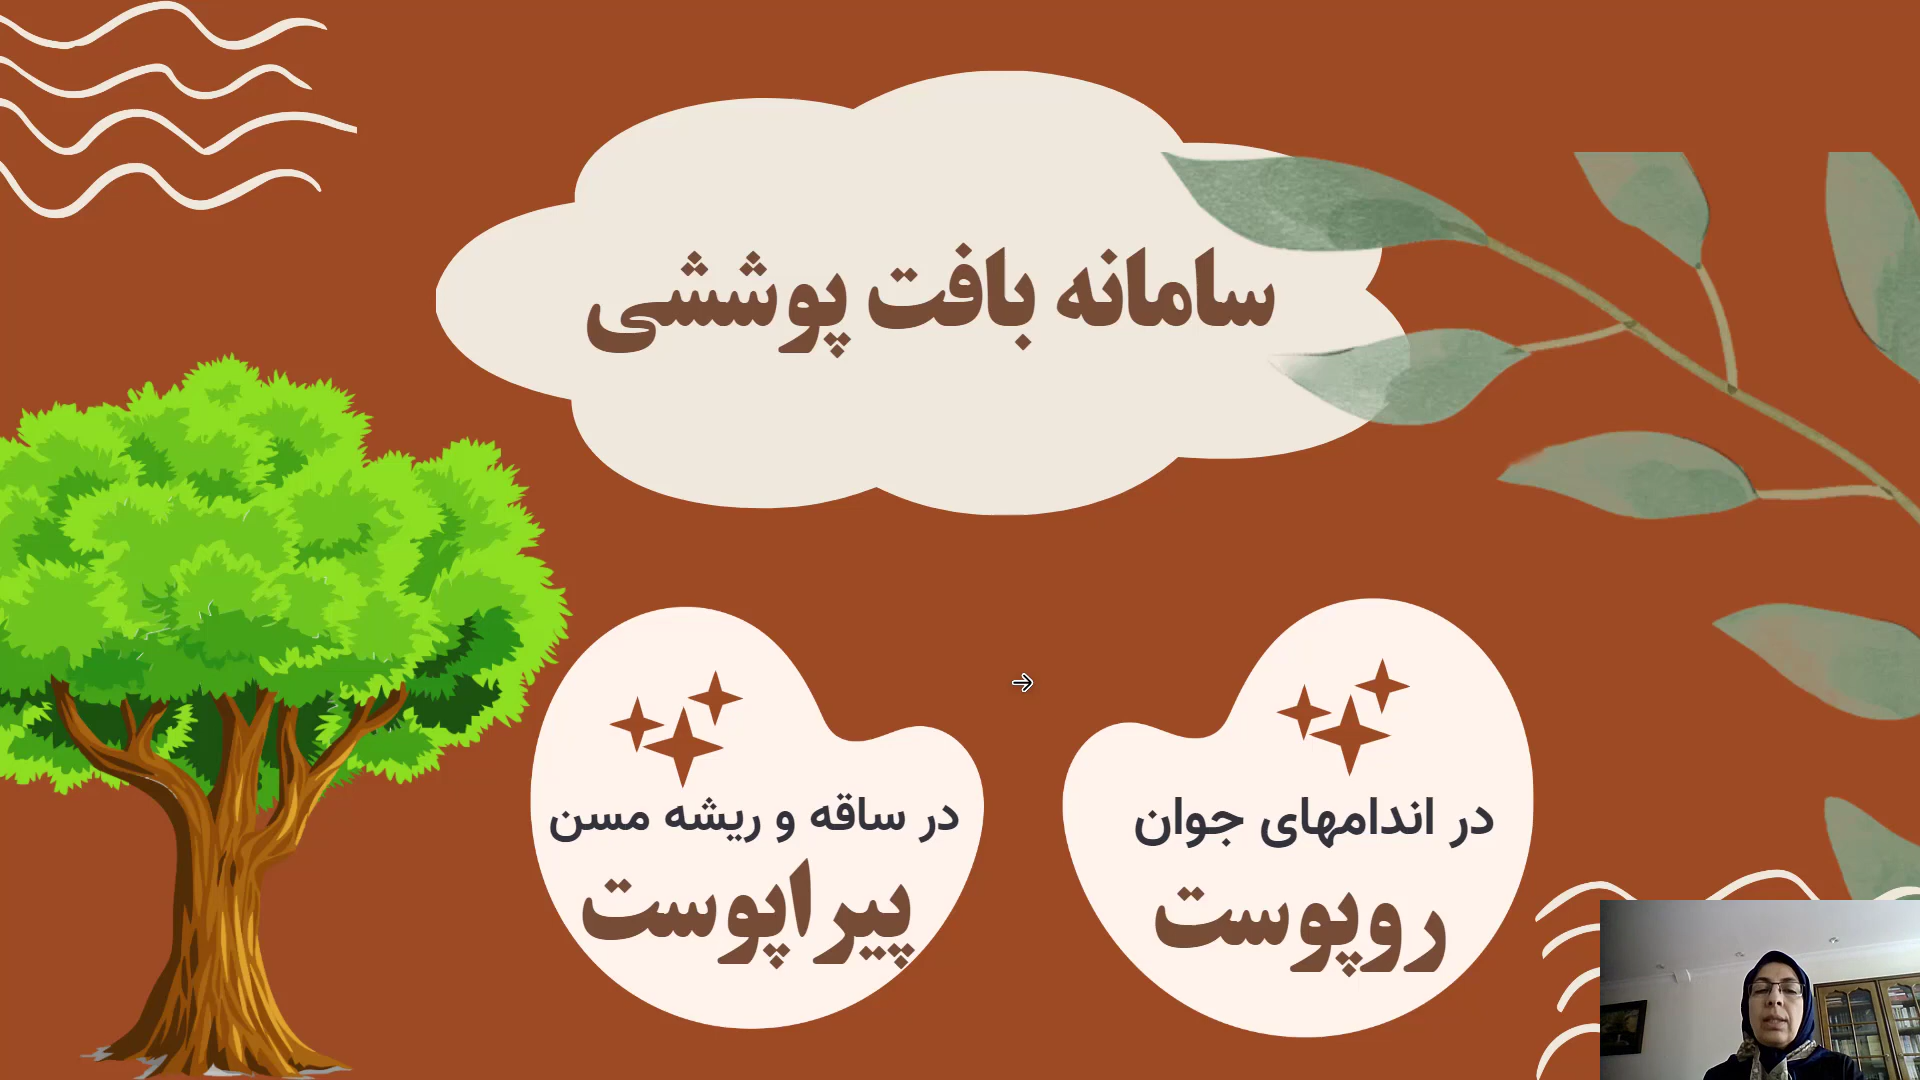 سامانه بافت پوششی
در اندامهای جوان
روپوست
در ساقه و ریشه مسن
پیراپوست